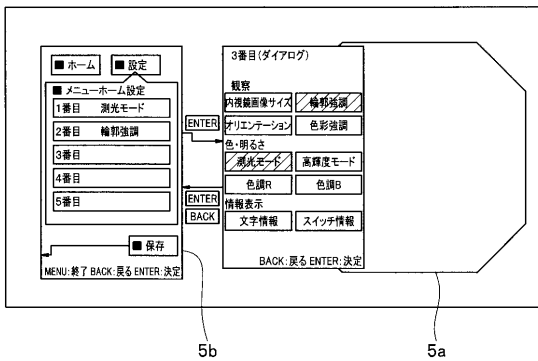 ■ ホーム
■ 設定
■ メニューホーム設定
1番目 測光モード
2番目 輪郭強調
3番目
4番目
5番目
■ 保存
MENU:終了 BACK:戻る ENTER:決定
ENTER
ENTER
BACK
3番目(ダイアログ)
観察
内視鏡画像サイズ
輪郭強調
オリエンテーション
色彩強調
色・明るさ
測光モード
高輝度モード
色調R
色調B
情報表示
文字情報
スイッチ情報
BACK:戻る ENTER:決定
5b
5a